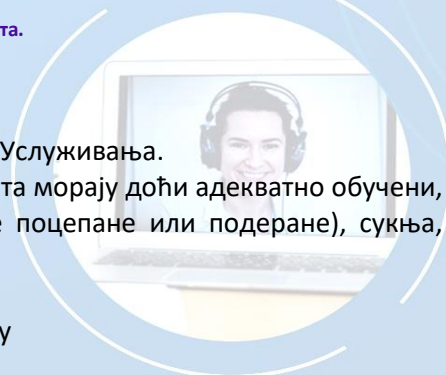 та.
Услуживања.
та морају доћи адекватно обучени,
е поцепане или подеране), сукња,
у